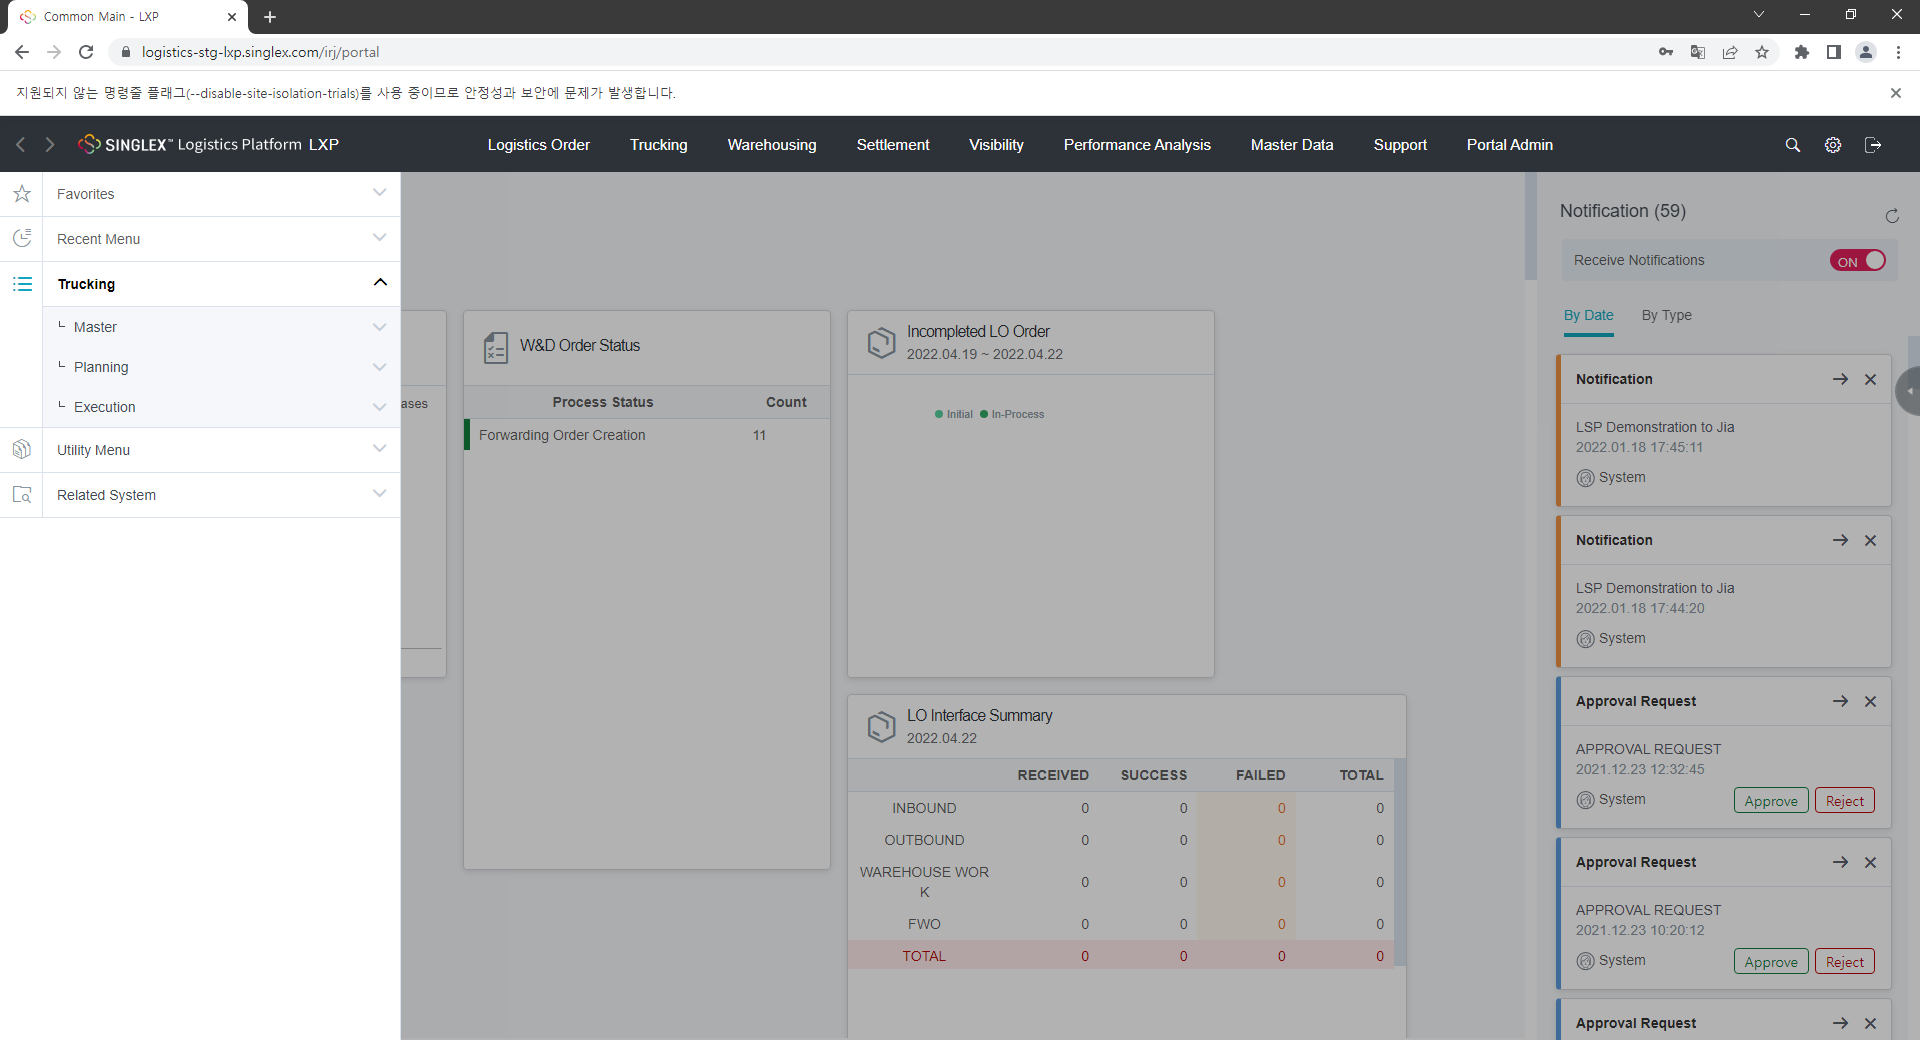 Common Main - LXP
logistics-stg-lxp.singlex.com/irj/portal
지원되지 않는 명령줄 플래그(--disable-site-isolation-trials)를 사용 중이므로 안정성과 보안에 문제가 발생합니다.
SINGLEX™ Logistics Platform LXP
Logistics Order Trucking Warehousing Settlement Visibility Performance Analysis Master Data Support Portal Admin
Favorites
Recent Menu
Trucking
Master
Planning
Execution
Utility Menu
Related System
ases
W&D Order Status
Process Status Count
Forwarding Order Creation 11
Incompleted LO Order
2022.04.19 ~ 2022.04.22
Initial In-Process
LO Interface Summary
2022.04.22
RECEIVED SUCCESS FAILED TOTAL
INBOUND 0 0 0 0
OUTBOUND 0 0 0 0
WAREHOUSE WOR
K 0 0 0 0
FWO 0 0 0 0
TOTAL 0 0 0 0
Notification (59)
Receive Notifications ON
By Date By Type
Notification
LSP Demonstration to Jia
2022.01.18 17:45:11
System
Notification
LSP Demonstration to Jia
2022.01.18 17:44:20
System
Approval Request
APPROVAL REQUEST
2021.12.23 12:32:45
System Approve Reject
Approval Request
APPROVAL REQUEST
2021.12.23 10:20:12
System Approve Reject
Approval Request